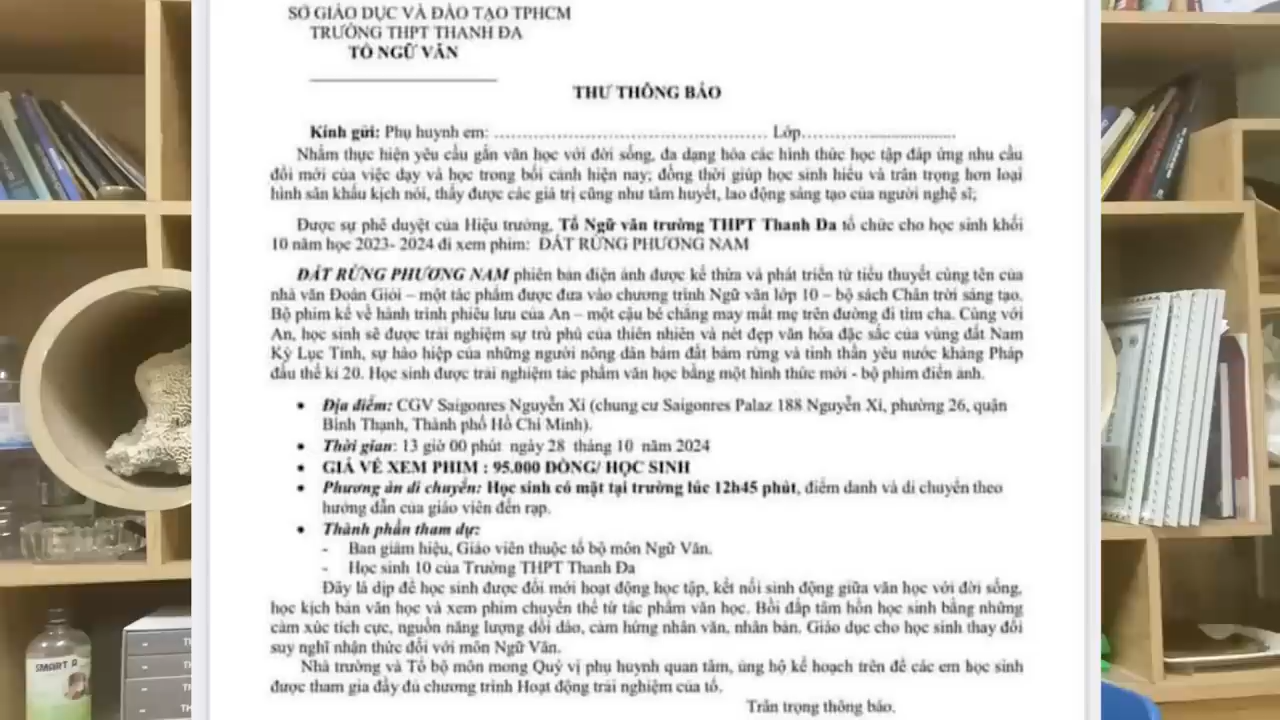 SỞ GIÁO DỤC VÀ ĐÀO TẠO TPHCM
TRƯỜNG THPT THANH ĐA
TỔ NGỮ VĂN
THƯ THÔNG BÁO
Kính gửi: Phụ huynh em: ................................................ Lớp...........................
Nhằm thực hiện yêu cầu gắn văn học với đời sống, đa dạng hóa các hình thức học tập đáp ứng nhu cầu
đổi mới của việc dạy và học trong bối cảnh hiện nay; đồng thời giúp học sinh hiểu và trân trọng hơn loại
hình sân khấu kịch nói, thấy được các giá trị cũng như tâm huyết, lao động sáng tạo của người nghệ sĩ;
Được sự phê duyệt của Hiệu trưởng, Tổ Ngữ văn trường THPT Thanh Đa tổ chức cho học sinh khối
10 năm học 2023- 2024 đi xem phim: ĐẤT RỪNG PHƯƠNG NAM
ĐẤT RỪNG PHƯƠNG NAM phiên bản điện ảnh được kế thừa và phát triển từ tiểu thuyết cùng tên của
nhà văn Đoàn Giỏi – một tác phẩm được đưa vào chương trình Ngữ văn lớp 10 – bộ sách Chân trời sáng tạo.
Bộ phim kể về hành trình phiêu lưu của An – một cậu bé chẳng may mất mẹ trên đường đi tìm cha. Cùng với
An, học sinh sẽ được trải nghiệm sự trù phú của thiên nhiên và nét đẹp văn hóa đặc sắc của vùng đất Nam
Kỳ Lục Tỉnh, sự hào hiệp của những người nông dân bám đất bám rừng và tinh thần yêu nước kháng Pháp
đầu thế kỉ 20. Học sinh được trải nghiệm tác phẩm văn học bằng một hình thức mới - bộ phim điện ảnh.
• Địa điểm: CGV Saigonres Nguyễn Xí (chung cư Saigonres Palaz 188 Nguyễn Xí, phường 26, quận
Bình Thạnh, Thành phố Hồ Chí Minh).
• Thời gian: 13 giờ 00 phút ngày 28 tháng 10 năm 2024
• GIÁ VÉ XEM PHIM : 95.000 ĐỒNG/ HỌC SINH
• Phương án di chuyển: Học sinh có mặt tại trường lúc 12h45 phút, điểm danh và di chuyển theo
hướng dẫn của giáo viên đến rạp.
• Thành phần tham dự:
- Ban giám hiệu, Giáo viên thuộc tổ bộ môn Ngữ Văn.
- Học sinh 10 của Trường THPT Thanh Đa
Đây là dịp để học sinh được đổi mới hoạt động học tập, kết nối sinh động giữa văn học với đời sống,
học kịch bản văn học và xem phim chuyển thể từ tác phẩm văn học. Bồi đắp tâm hồn học sinh bằng những
cảm xúc tích cực, nguồn năng lượng dồi dào, cảm hứng nhân văn, nhân bản. Giáo dục cho học sinh thay đổi
suy nghĩ nhận thức đối với môn Ngữ Văn.
Nhà trường và Tổ bộ môn mong Quý vị phụ huynh quan tâm, ủng hộ kế hoạch trên để các em học sinh
được tham gia đầy đủ chương trình Hoạt động trải nghiệm của tổ.
Trân trọng thông báo.
SMART